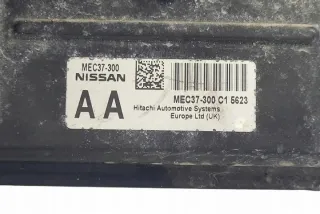 MEC37-300
NISSAN
AA
MEC37-300 C1 5623
Hitachi Automotive Systems
Europe Ltd (UK)